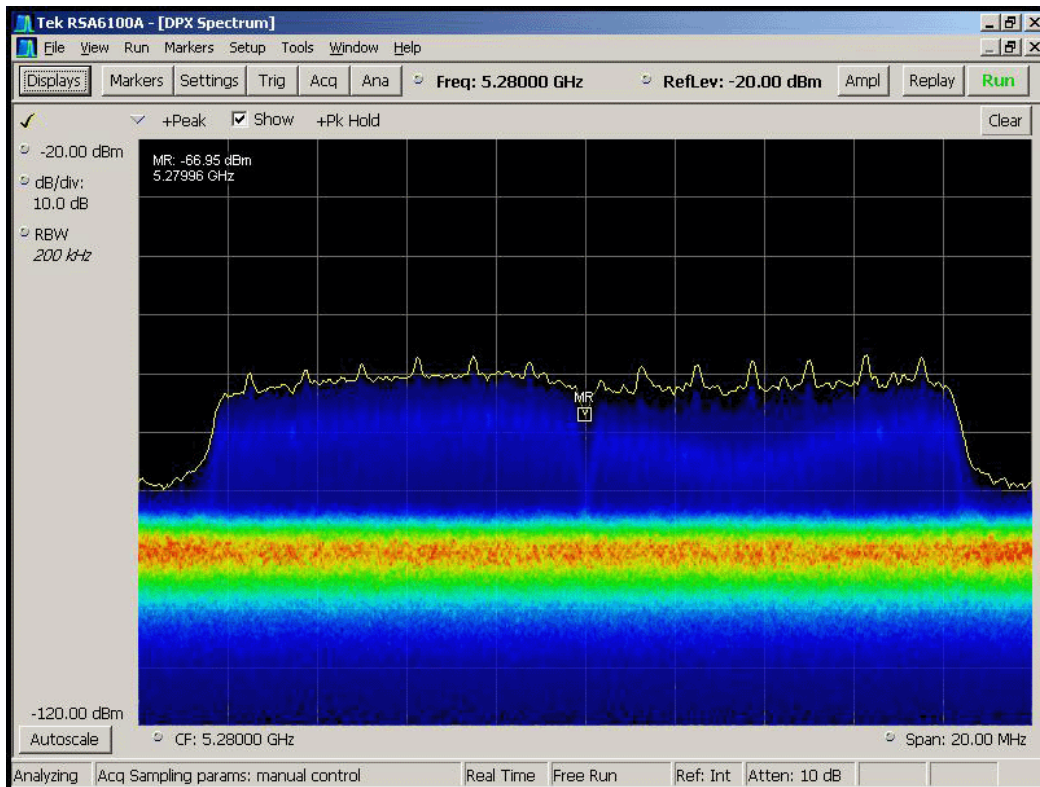 Tek RSA6100A - [DPX Spectrum]
File View Run Markers Setup Tools Window Help
Displays Markers Settings Trig Acq Ana Freq: 5.28000 GHz RefLev: -20.00 dBm Ampl Replay Run
+Peak Show +Pk Hold Clear
-20.00 dBm
dB/div:
10.0 dB
RBW
200 kHz
MR: -66.95 dBm
5.27996 GHz
MR
-120.00 dBm
Autoscale CF: 5.28000 GHz Span: 20.00 MHz
Analyzing Acq Sampling params: manual control Real Time Free Run Ref: Int Atten: 10 dB